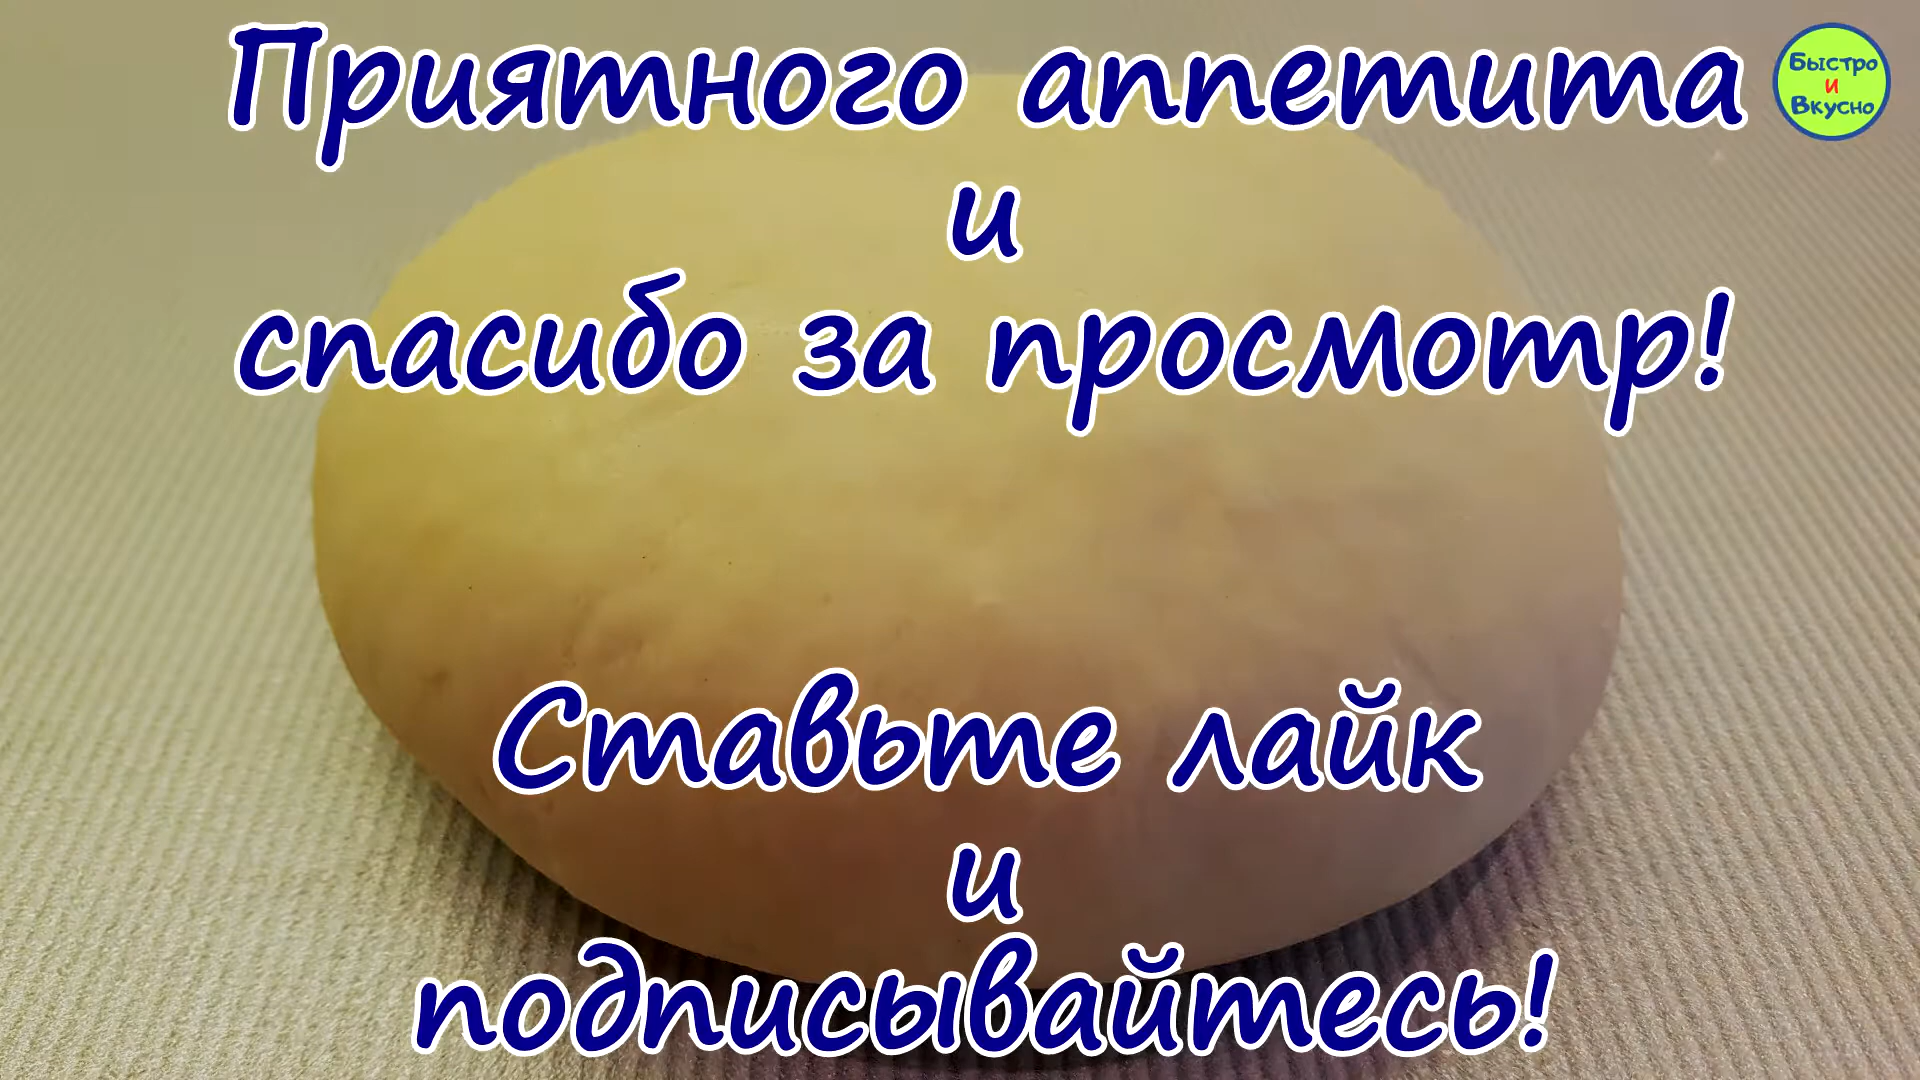 Приятного аппетита
и
спасибо за просмотр!
Быстро
и
Вкусно
Ставьте лайк
и
подписывайтесь!